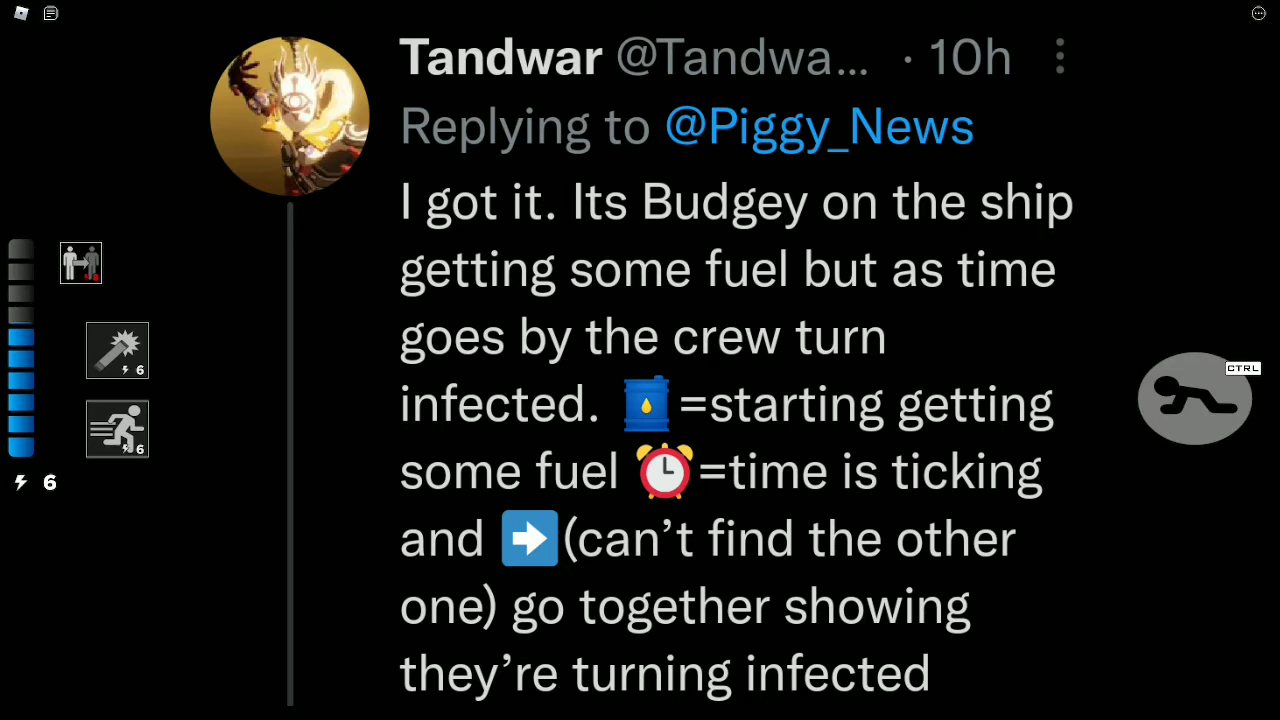 Tandwar @Tandwa... · 10h
Replying to @Piggy_News
I got it. Its Budgey on the ship
getting some fuel but as time
goes by the crew turn
infected. 🛢️=starting getting
some fuel ⏰=time is ticking
and ➡️(can't find the other
one) go together showing
they're turning infected
6
6
6
CTRL